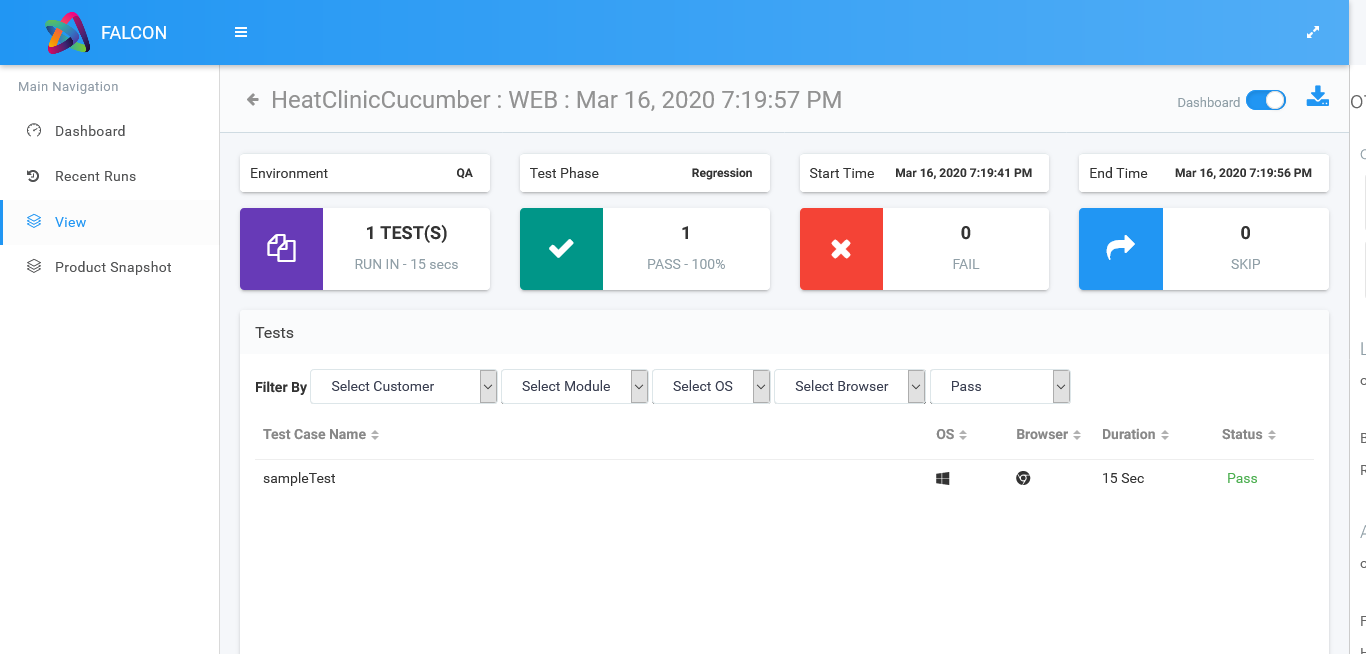 FALCON
Main Navigation
Dashboard
Recent Runs
View
Product Snapshot
HeatClinicCucumber : WEB : Mar 16, 2020 7:19:57 PM
Dashboard
Environment QA
Test Phase Regression
Start Time Mar 16, 2020 7:19:41 PM
End Time Mar 16, 2020 7:19:56 PM
1 TEST(S)
RUN IN - 15 secs
1
PASS - 100%
0
FAIL
0
SKIP
Tests
Filter By Select Customer Select Module Select OS Select Browser Pass
Test Case Name OS Browser Duration Status
sampleTest 15 Sec Pass